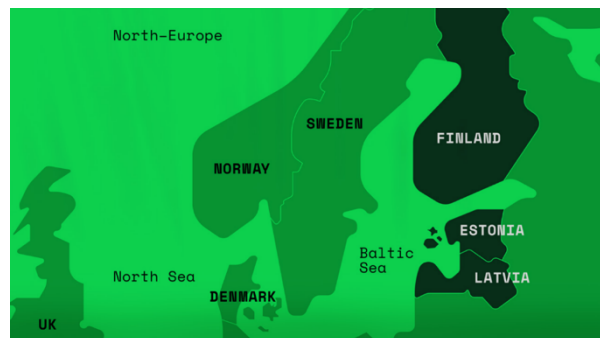 North-Europe
SWEDEN
FINLAND
NORWAY
ESTONIA
Baltic
Sea
North Sea
LATVIA
DENMARK
UK